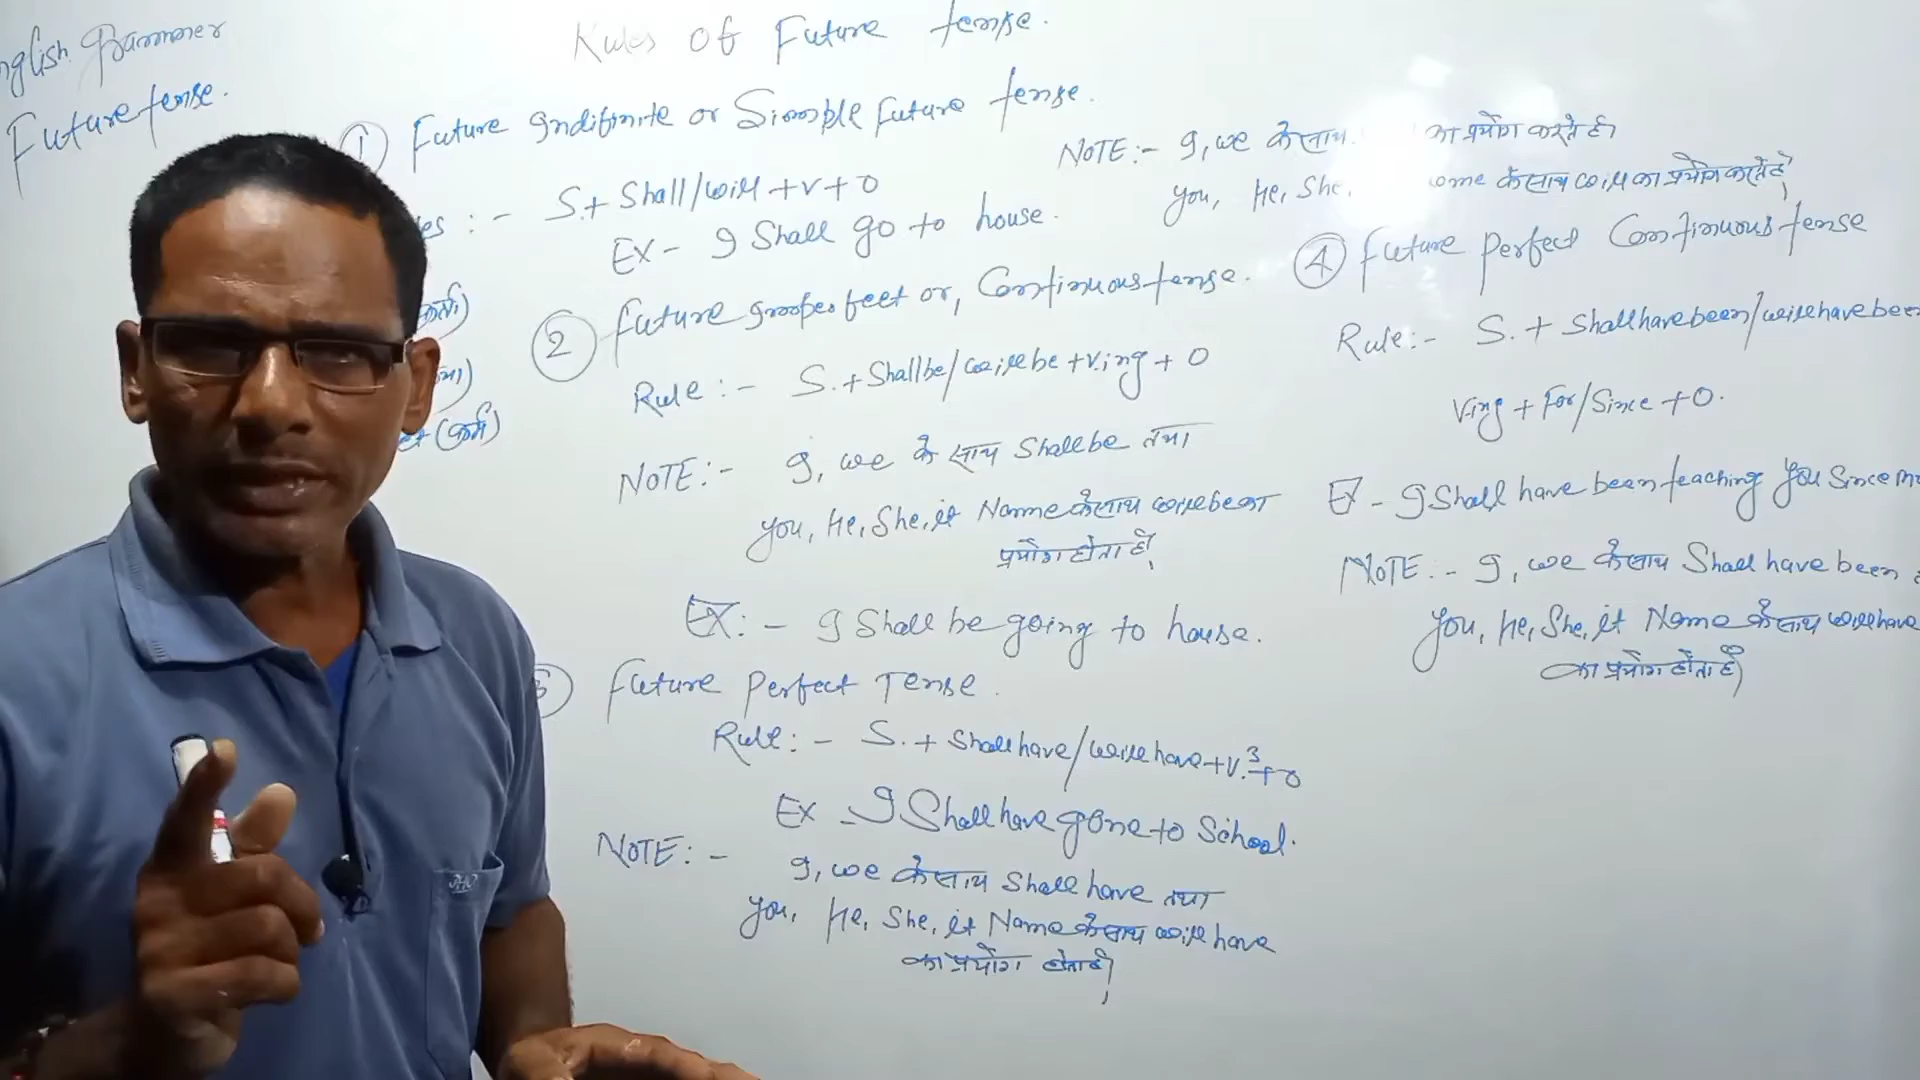 English Grammer
Future tense.
Rules of Future tense.
① Future Indifinite or Simple Future tense.
:- S.+ Shall/will +V+O
EX- I Shall go to house.
NOTE:- I, we के साथ का प्रयोग करते है।
you, He, She, के साथ will का प्रयोग करते है,
② Future Imperfect or, Continuous tense.
Rule:- S.+Shall be/will be +V.ing + O
NOTE:- I, we के साथ Shall be तथा
you, He, She, it Name के साथ will be का
प्रयोग होता है।
EX:- I Shall be going to house.
Future Perfect Tense.
Rule:- S.+ Shall have/will have+V.³+O
Ex - I Shall have gone to School.
NOTE:- I, we के साथ Shall have तथा
you, He, She, it Name के साथ will have
का प्रयोग होता है।
④ Future perfect Continuous tense
Rule:- S.+ Shall have been/will have been
Ving + For/Since +O.
EX - I Shall have been teaching you Since
NOTE:- I, we के साथ Shall have been
you, He, She, it Name के साथ will have
का प्रयोग होता है।
(कर्म)